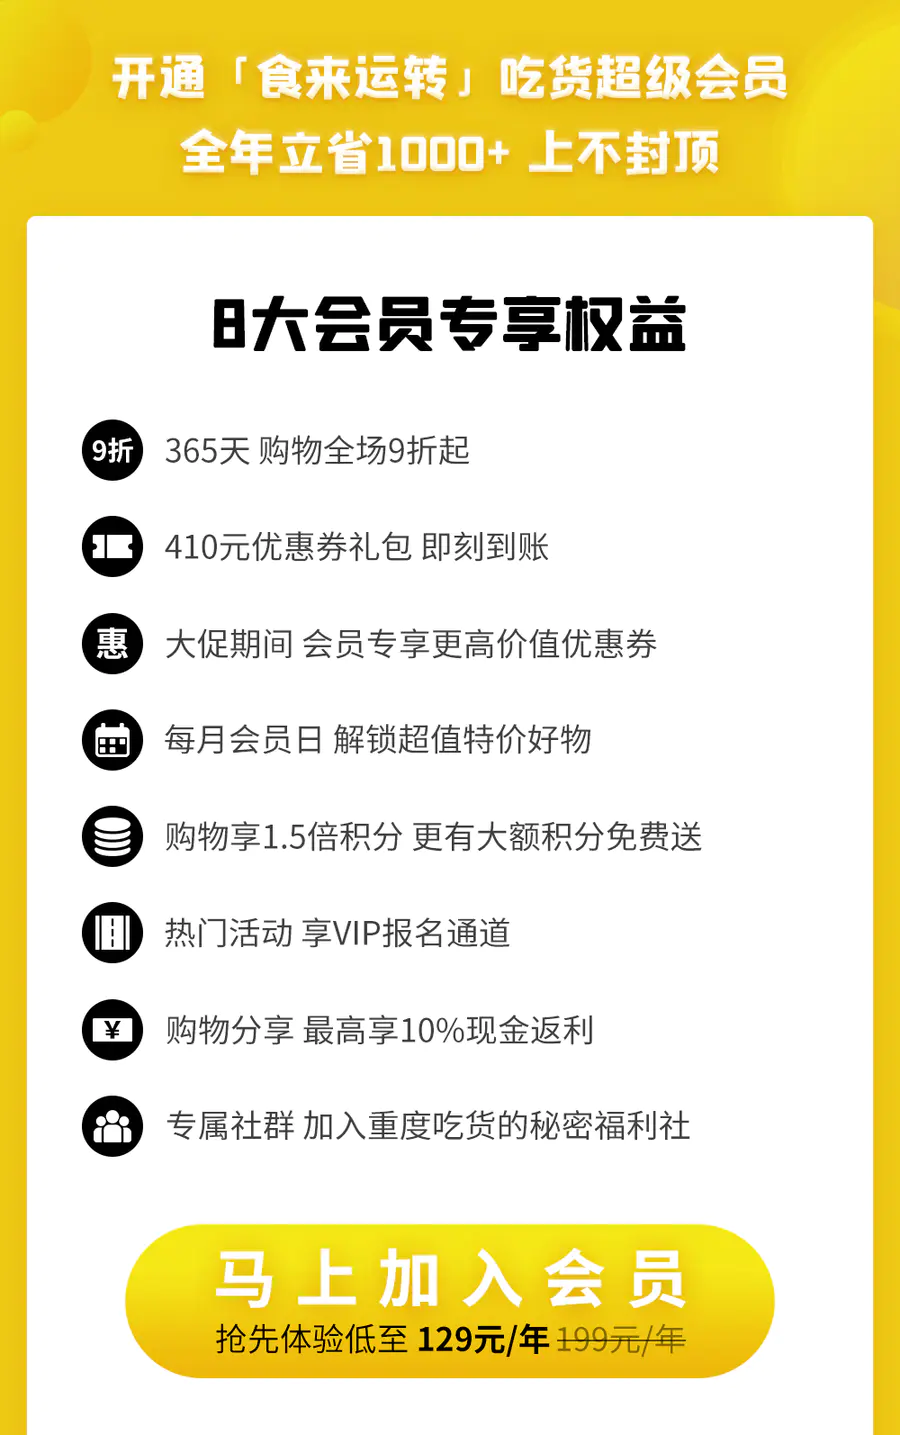 开通「食来运转」吃货超级会员
全年立省1000+ 上不封顶
8大会员专享权益
9折 365天 购物全场9折起
410元优惠券礼包 即刻到账
惠 大促期间 会员专享更高价值优惠券
每月会员日 解锁超值特价好物
购物享1.5倍积分 更有大额积分免费送
热门活动 享VIP报名通道
¥ 购物分享 最高享10%现金返利
专属社群 加入重度吃货的秘密福利社
马上加入会员
抢先体验低至 129元/年 199元/年